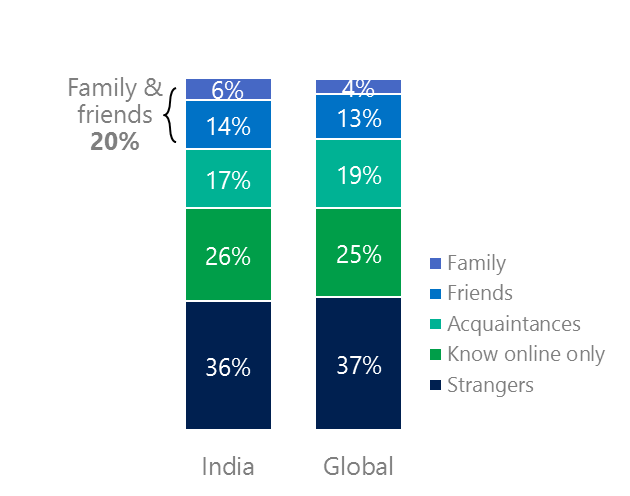 Family &
friends
20%
6%
4%
14%
13%
17%
19%
26%
25%
36%
37%
Family
Friends
Acquaintances
Know online only
Strangers
India
Global